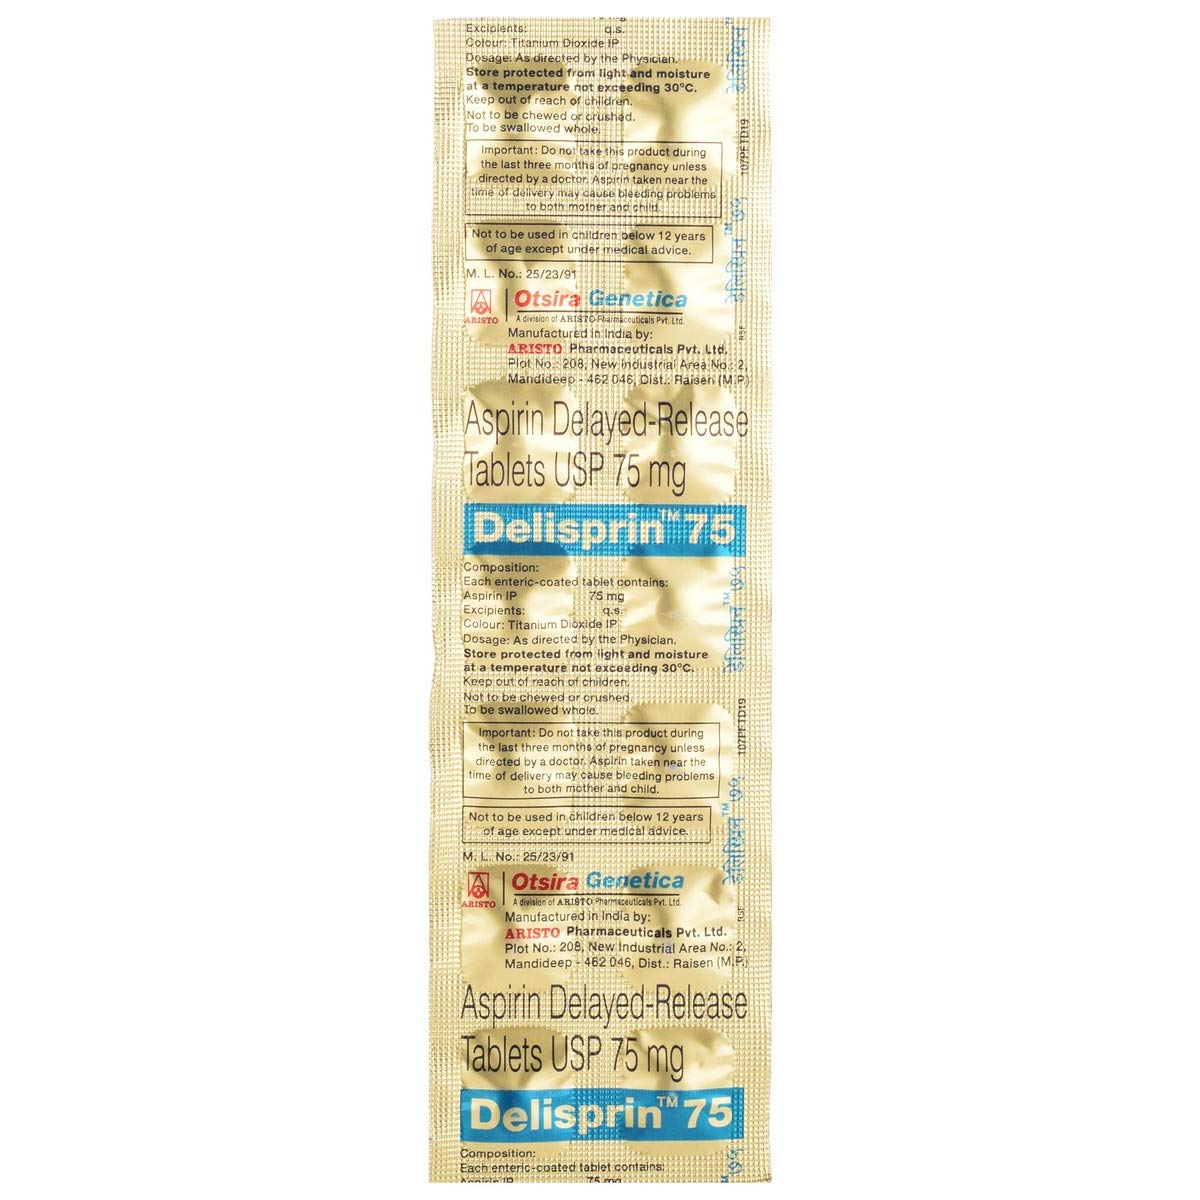 Excipients: q.s.
Colour: Titanium Dioxide IP
Dosage: As directed by the Physician.
Store protected from light and moisture
at a temperature not exceeding 30°C.
Keep out of reach of children.
Not to be chewed or crushed.
To be swallowed whole.
Important: Do not take this product during
the last three months of pregnancy unless
directed by a doctor. Aspirin taken near the
time of delivery may cause bleeding problems
to both mother and child.
Not to be used in children below 12 years
of age except under medical advice.
M. L. No.: 25/23/91
ARISTO
Otsira Genetica
A division of ARISTO Pharmaceuticals Pvt. Ltd.
Manufactured in India by:
ARISTO Pharmaceuticals Pvt. Ltd.
Plot No.: 208, New Industrial Area No.: 2,
Mandideep - 462 046, Dist.: Raisen (M.P.)
Aspirin Delayed-Release
Tablets USP 75 mg
Delisprin™ 75
Composition:
Each enteric-coated tablet contains:
Aspirin IP 75 mg
Excipients: q.s.
Colour: Titanium Dioxide IP
Dosage: As directed by the Physician.
Store protected from light and moisture
at a temperature not exceeding 30°C.
Keep out of reach of children.
Not to be chewed or crushed
To be swallowed whole.
Important: Do not take this product during
the last three months of pregnancy unless
directed by a doctor. Aspirin taken near the
time of delivery may cause bleeding problems
to both mother and child.
Not to be used in children below 12 years
of age except under medical advice.
M. L. No.: 25/23/91
ARISTO
Otsira Genetica
A division of ARISTO Pharmaceuticals Pvt. Ltd.
Manufactured in India by:
ARISTO Pharmaceuticals Pvt. Ltd.
Plot No.: 208, New Industrial Area No.: 2,
Mandideep - 462 046, Dist.: Raisen (M.P.)
Aspirin Delayed-Release
Tablets USP 75 mg
Delisprin™ 75
Composition:
Each enteric-coated tablet contains:
Aspirin IP 75 mg
107PFTD19
RSF
डेलिस्प्रिन™ ७५
107PFTD19
RSF
डेलिस्प्रिन™ ७५